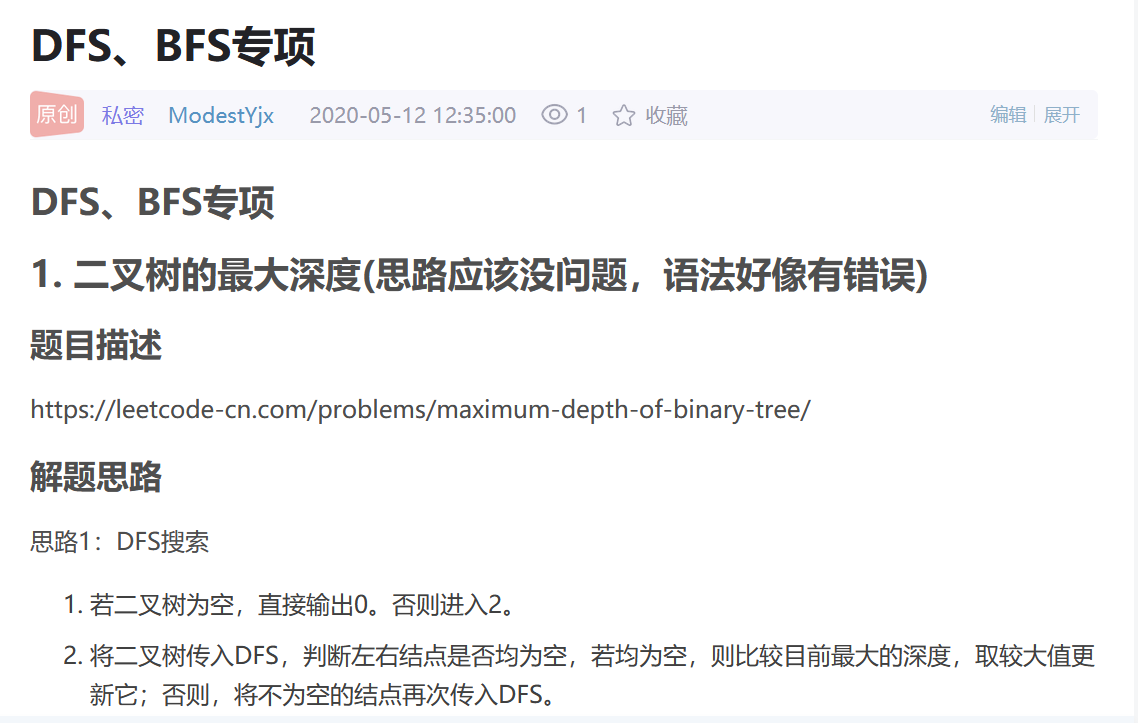 DFS、BFS专项
原创 私密 ModestYjx 2020-05-12 12:35:00 1 收藏 编辑 展开
DFS、BFS专项
1. 二叉树的最大深度(思路应该没问题，语法好像有错误)
题目描述
https://leetcode-cn.com/problems/maximum-depth-of-binary-tree/
解题思路
思路1：DFS搜索
1. 若二叉树为空，直接输出0。否则进入2。
2. 将二叉树传入DFS，判断左右结点是否均为空，若均为空，则比较目前最大的深度，取较大值更
新它；否则，将不为空的结点再次传入DFS。